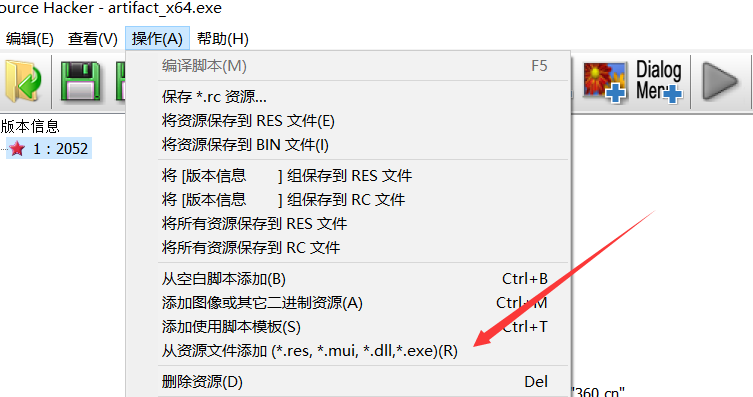 ource Hacker - artifact_x64.exe
编辑(E) 查看(V) 操作(A) 帮助(H)
编译脚本(M) F5
Dialog
Menu
保存 *.rc 资源...
版本信息
将资源保存到 RES 文件(E)
1 : 2052
将资源保存到 BIN 文件(I)
将 [版本信息 ] 组保存到 RES 文件
将 [版本信息 ] 组保存到 RC 文件
将所有资源保存到 RES 文件
将所有资源保存到 RC 文件
从空白脚本添加(B) Ctrl+B
添加图像或其它二进制资源(A) Ctrl+M
添加使用脚本模板(S) Ctrl+T
从资源文件添加 (*.res, *.mui, *.dll,*.exe)(R)
删除资源(D) Del
"360.cn"